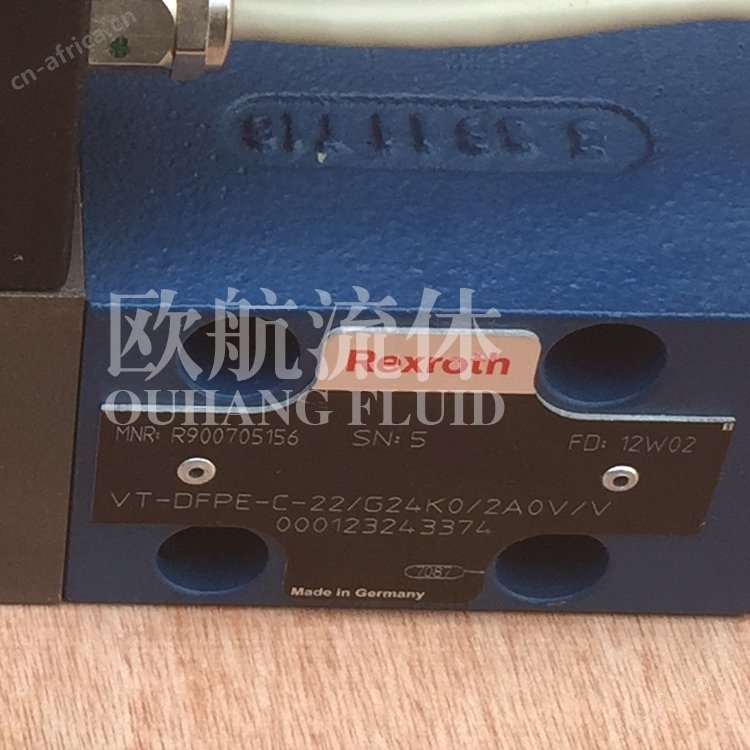 cn-africa.cn
欧航流体
Rexroth
OUHANG FLUID
MNR: R900705156 SN: 5 FD: 12W02
VT-DFPE-C-22/G24K0/2A0V/V
000123243374
7087
Made in Germany